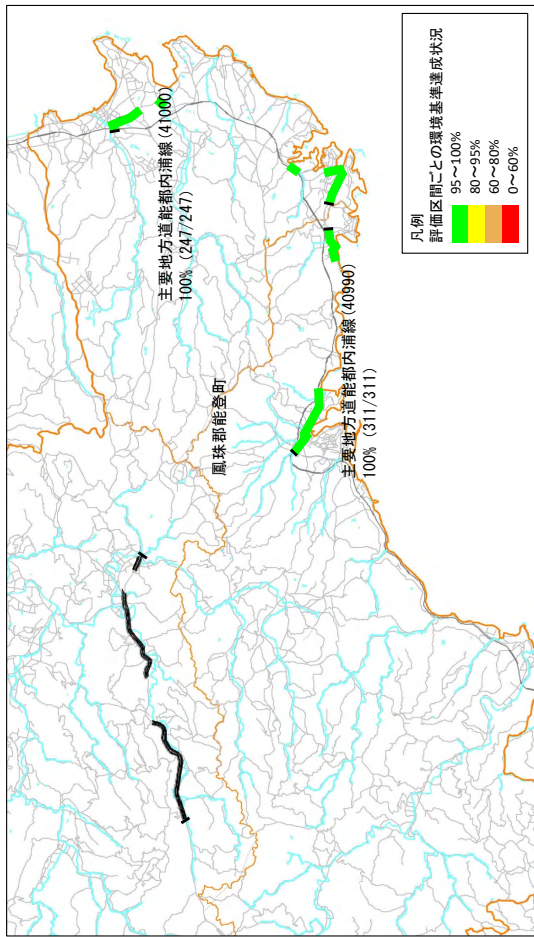 主要地方道能都内浦線(41000)
100% (247/247)
鳳珠郡能登町
主要地方道能都内浦線(40990)
100% (311/311)
凡例
評価区間ごとの環境基準達成状況
95～100%
80～95%
60～80%
0～60%